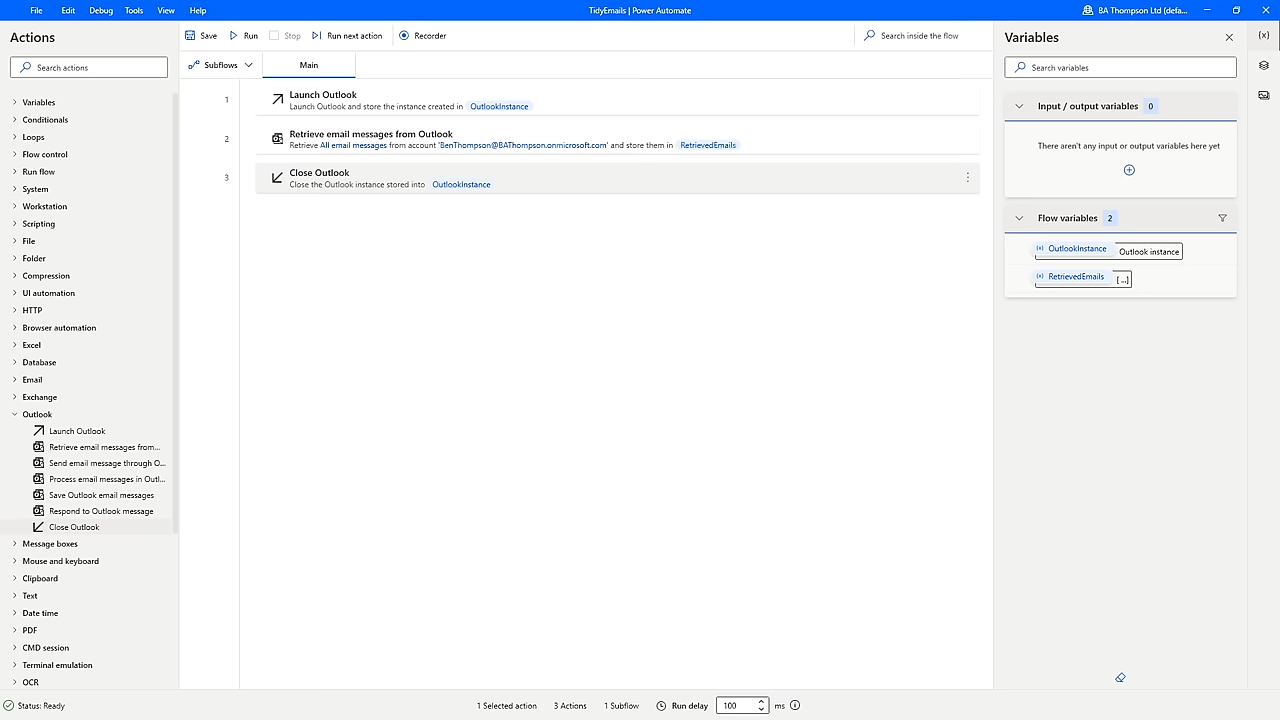 File Edit Debug Tools View Help TidyEmails | Power Automate BA Thompson Ltd (defa...
Actions
Search actions
Variables
Conditionals
Loops
Flow control
Run flow
System
Workstation
Scripting
File
Folder
Compression
UI automation
HTTP
Browser automation
Excel
Database
Email
Exchange
Outlook
Launch Outlook
Retrieve email messages from...
Send email message through O...
Process email messages in Outl...
Save Outlook email messages
Respond to Outlook message
Close Outlook
Message boxes
Mouse and keyboard
Clipboard
Text
Date time
PDF
CMD session
Terminal emulation
OCR
Save Run Stop Run next action Recorder Search inside the flow
Subflows Main
1 Launch Outlook
Launch Outlook and store the instance created in OutlookInstance
2 Retrieve email messages from Outlook
Retrieve All email messages from account 'BenThompson@BAThompson.onmicrosoft.com' and store them in RetrievedEmails
3 Close Outlook
Close the Outlook instance stored into OutlookInstance
Variables
Search variables
Input / output variables 0
There aren't any input or output variables here yet
Flow variables 2
(x) OutlookInstance Outlook instance
(x) RetrievedEmails [ ...]
{x}
Status: Ready 1 Selected action 3 Actions 1 Subflow Run delay 100 ms